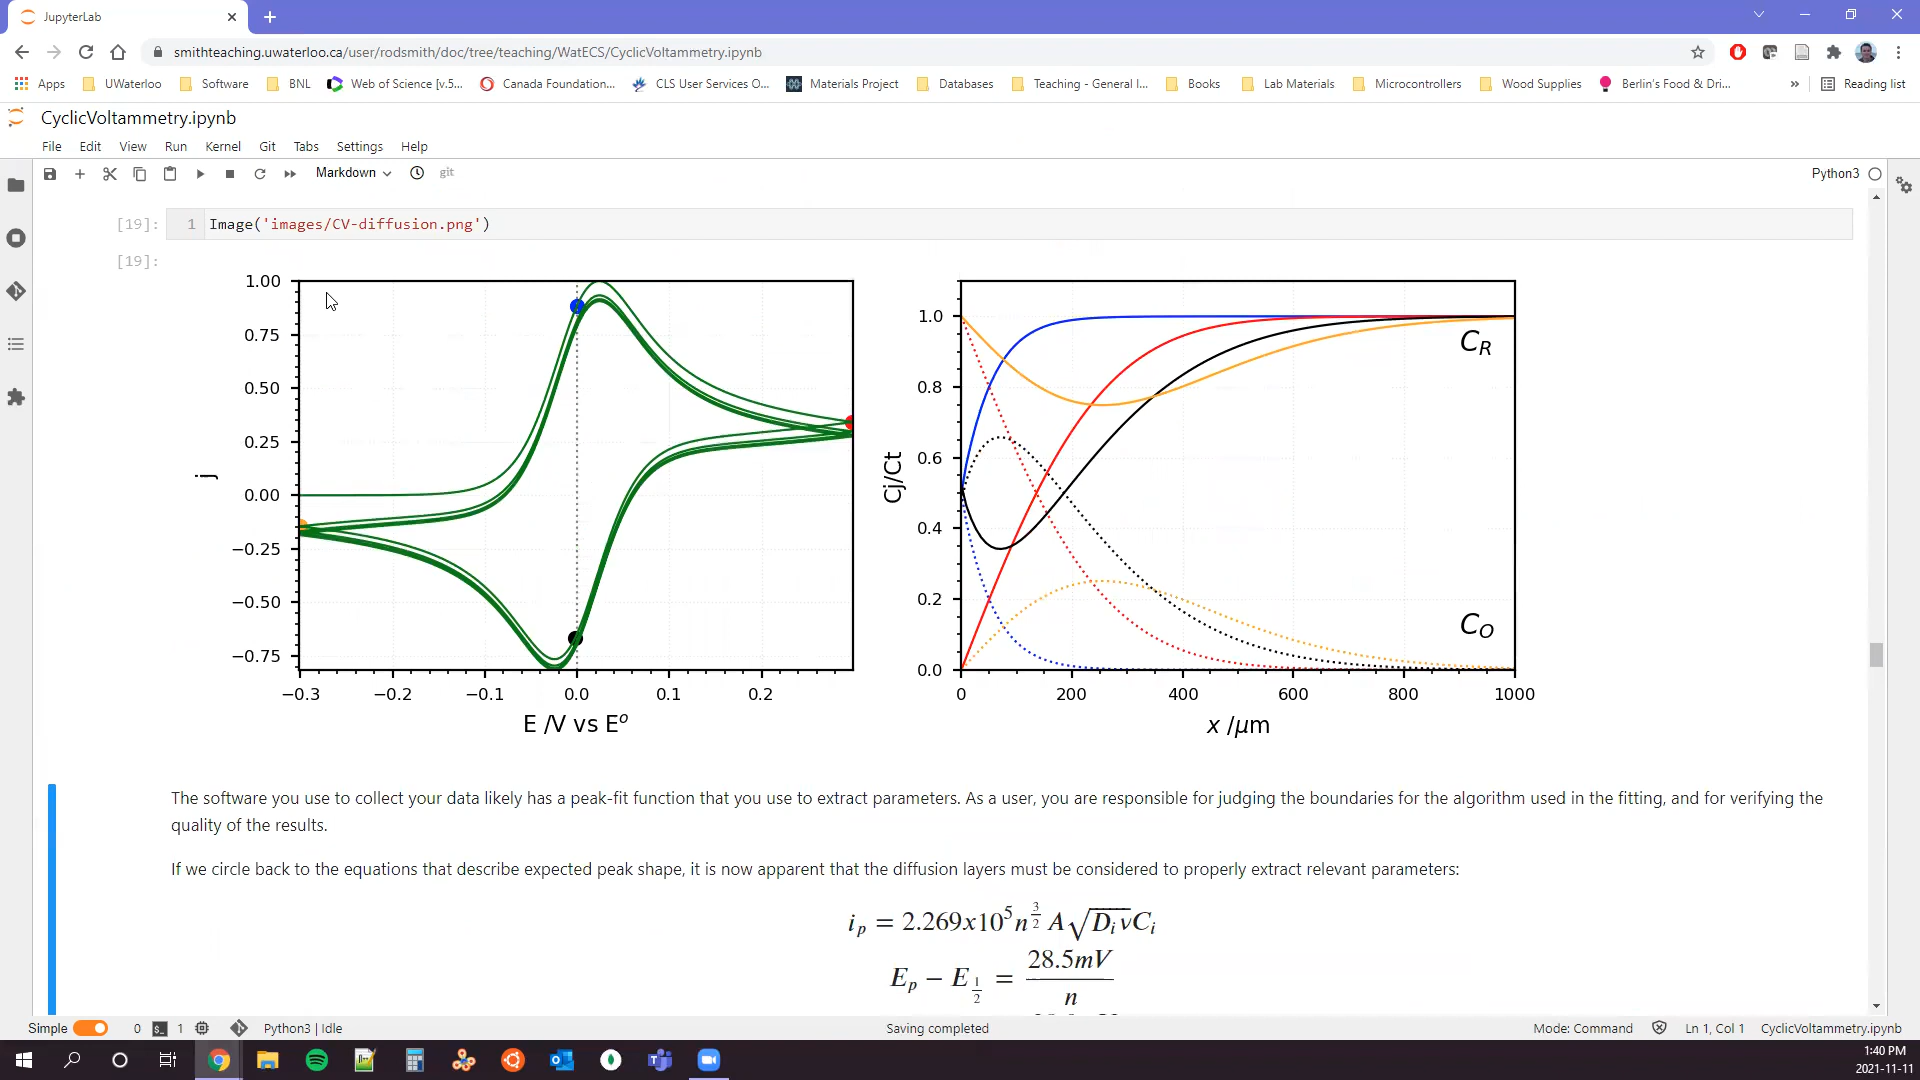 JupyterLab
smithteaching.uwaterloo.ca/user/rodsmith/doc/tree/teaching/WatECS/CyclicVoltammetry.ipynb
Apps UWaterloo Software BNL Web of Science [v.5... Canada Foundation... CLS User Services O... Materials Project Databases Teaching - General I... Books Lab Materials Microcontrollers Wood Supplies Berlin's Food & Dri... » Reading list
CyclicVoltammetry.ipynb
File Edit View Run Kernel Git Tabs Settings Help
Markdown git Python3
[19]: 1 Image('images/CV-diffusion.png')
[19]:
1.00
0.75
0.50
0.25
0.00
−0.25
−0.50
−0.75
j
−0.3 −0.2 −0.1 0.0 0.1 0.2
E /V vs Eᵒ
1.0
0.8
0.6
0.4
0.2
0.0
Cj/Ct
C_R
C_O
0 200 400 600 800 1000
x /μm
The software you use to collect your data likely has a peak-fit function that you use to extract parameters. As a user, you are responsible for judging the boundaries for the algorithm used in the fitting, and for verifying the
quality of the results.
If we circle back to the equations that describe expected peak shape, it is now apparent that the diffusion layers must be considered to properly extract relevant parameters:
i_p = 2.269x10^5 n^{3/2} A√(D_i v)C_i
E_p − E_{1/2} = 28.5mV / n
Simple 0 $_ 1 Python3 | Idle Saving completed Mode: Command Ln 1, Col 1 CyclicVoltammetry.ipynb
1:40 PM
2021-11-11